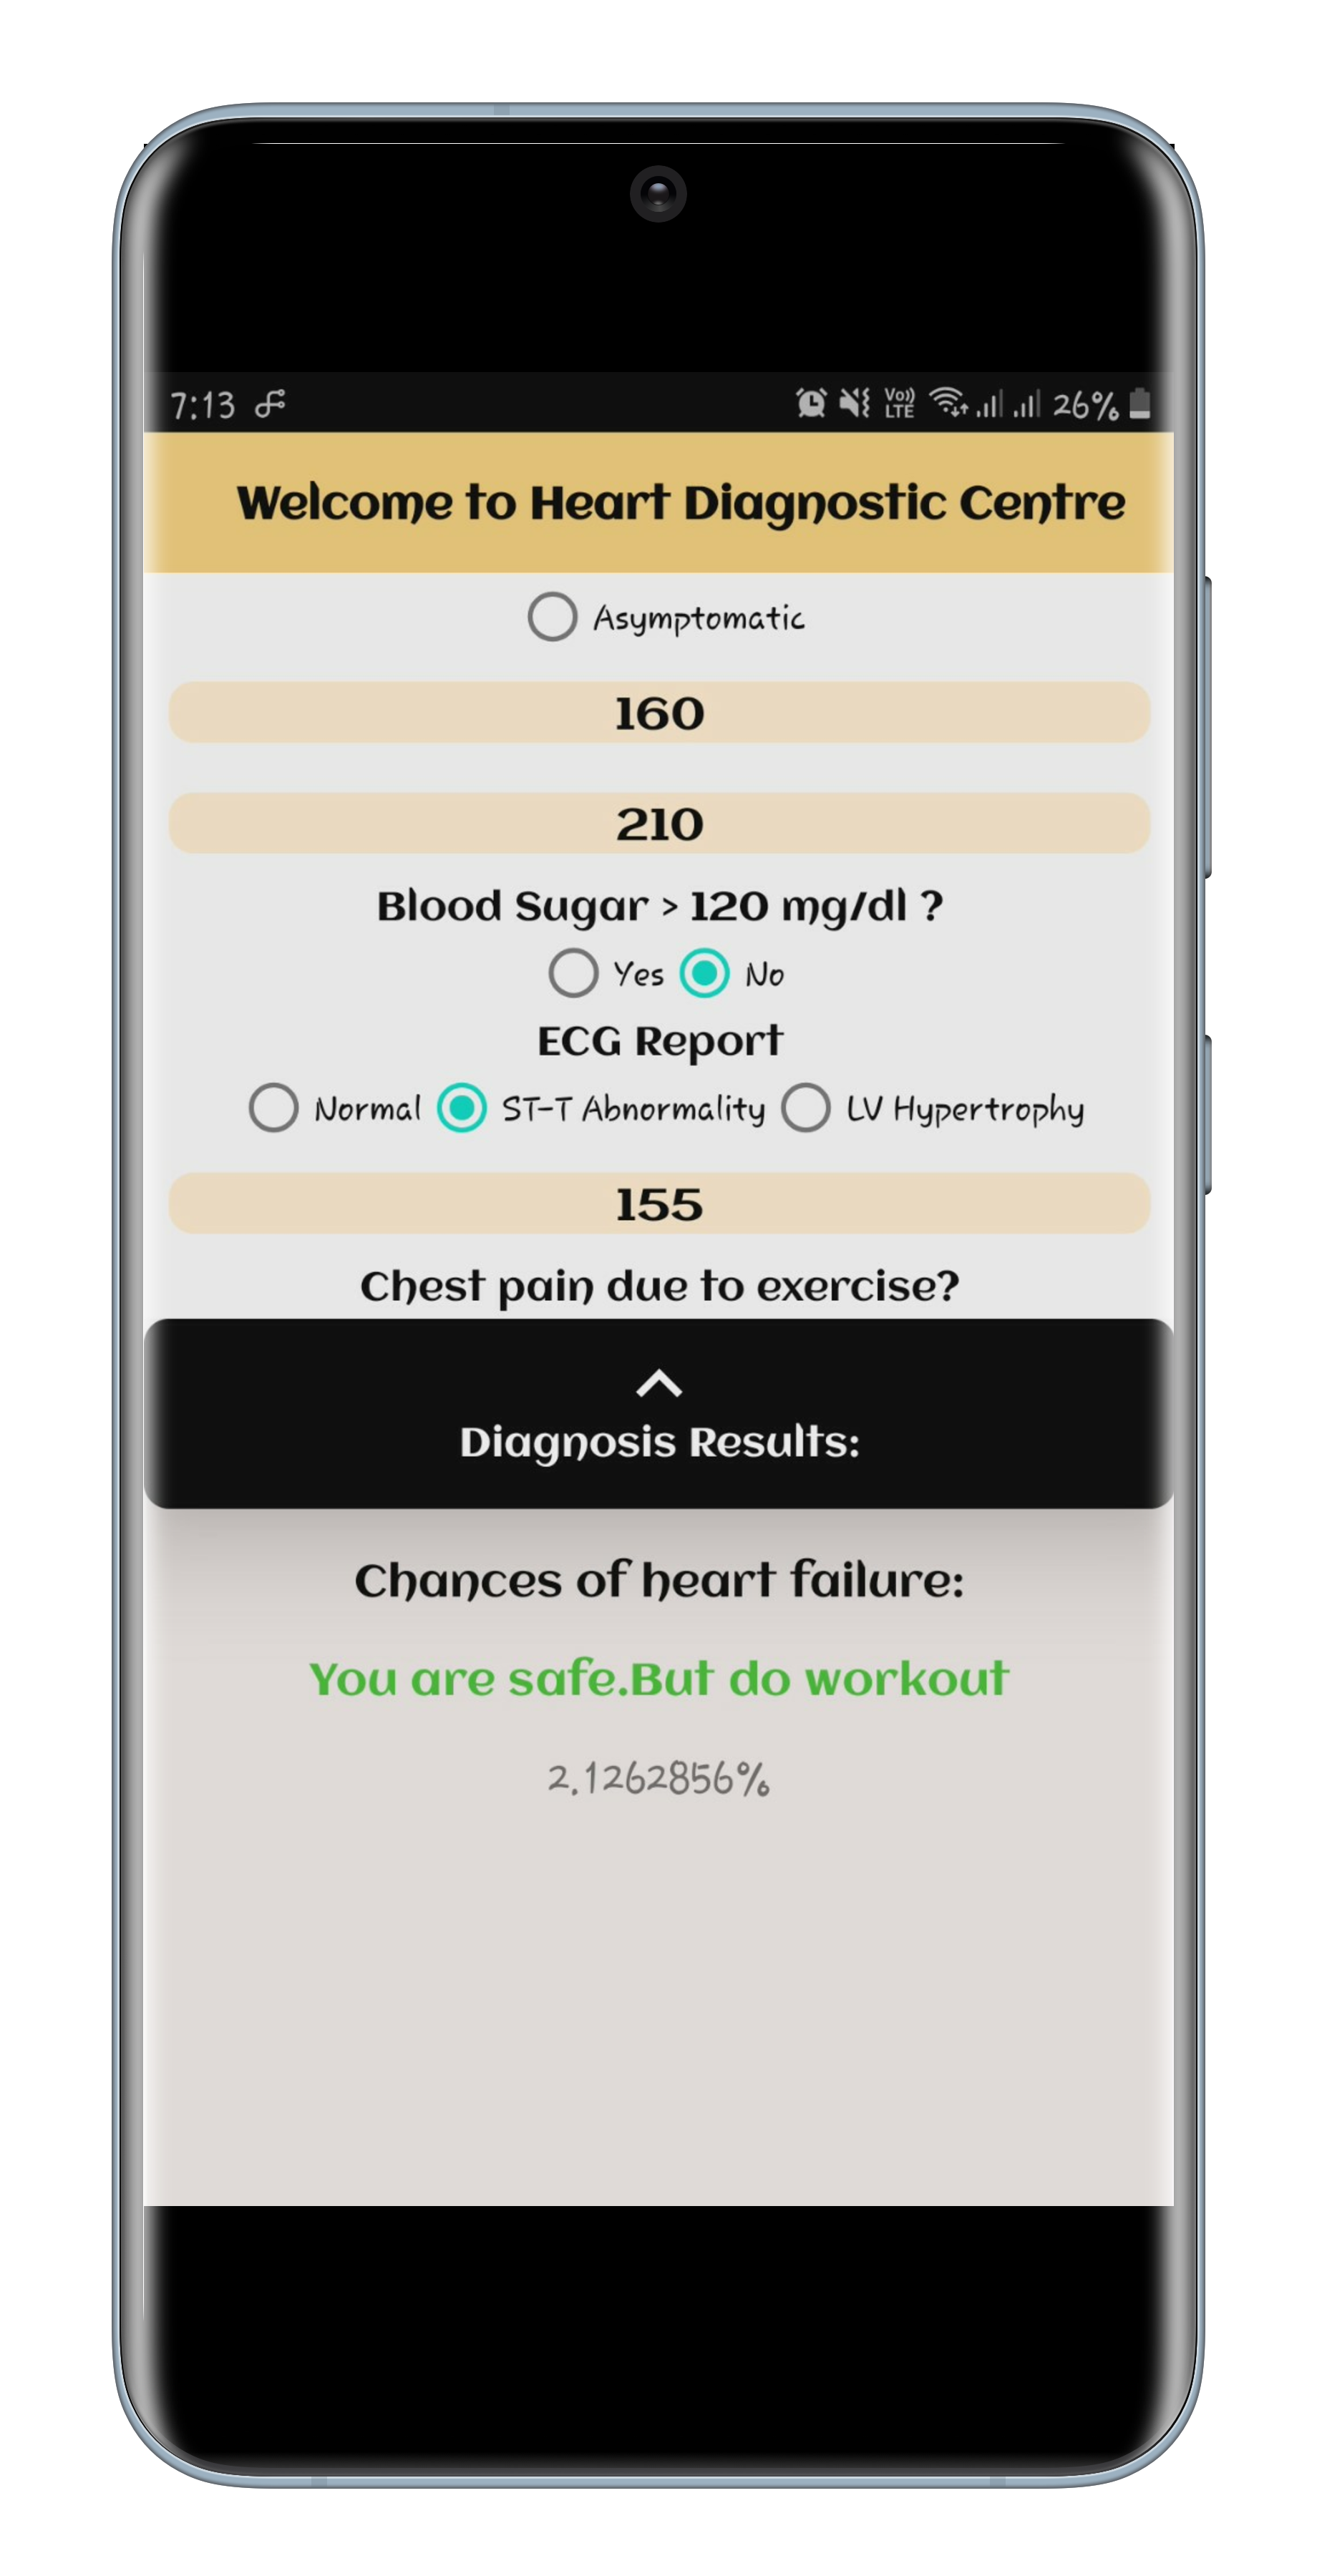 7:13 Vo)) LTE 26%
Welcome to Heart Diagnostic Centre
Asymptomatic
160
210
Blood Sugar > 120 mg/dl ?
Yes No
ECG Report
Normal ST-T Abnormality LV Hypertrophy
155
Chest pain due to exercise?
Diagnosis Results:
Chances of heart failure:
You are safe.But do workout
2.1262856%